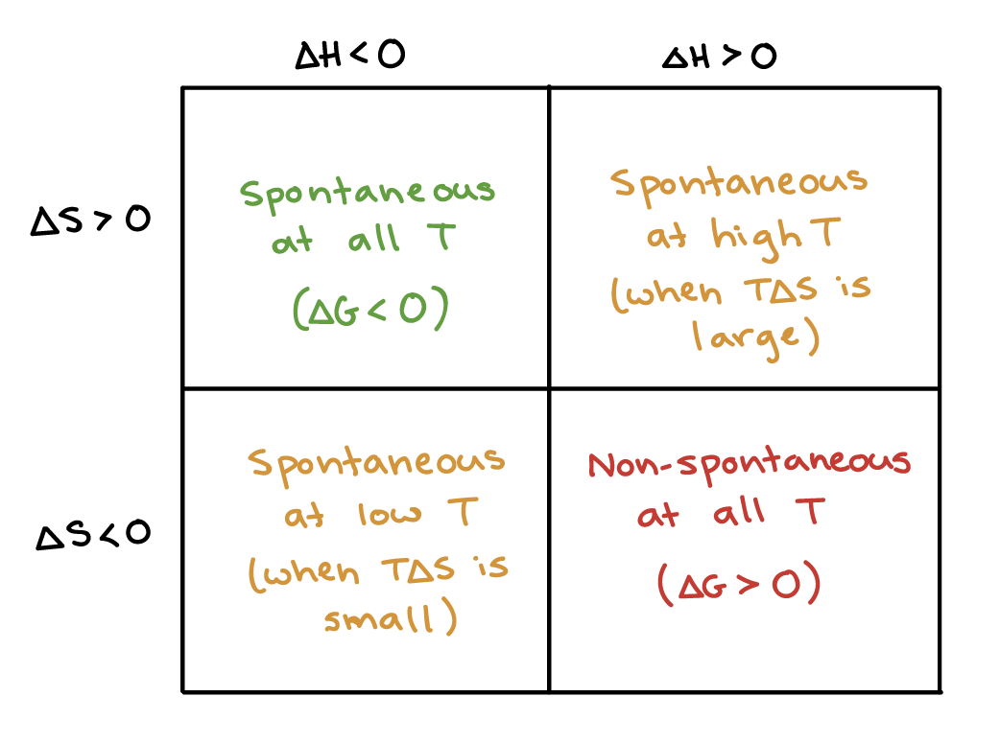 ΔH < 0
ΔH > 0
ΔS > 0
Spontaneous
at all T
(ΔG < 0)
Spontaneous
at high T
(when TΔS is
large)
ΔS < 0
Spontaneous
at low T
(when TΔS is
small)
Non-spontaneous
at all T
(ΔG > 0)